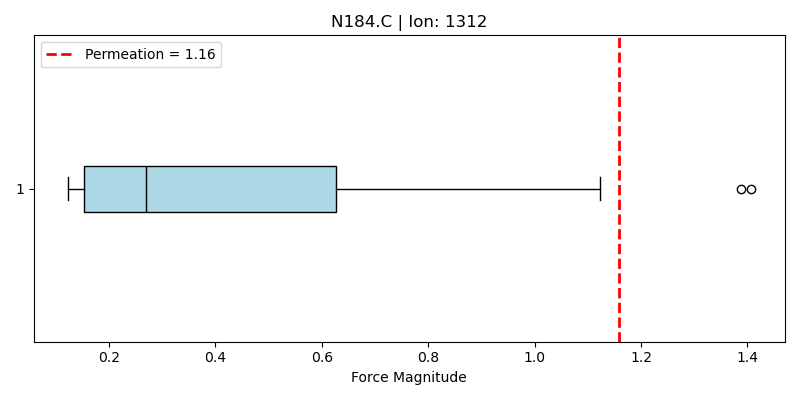 N184.C | Ion: 1312
Permeation = 1.16
1
0.2 0.4 0.6 0.8 1.0 1.2 1.4
Force Magnitude